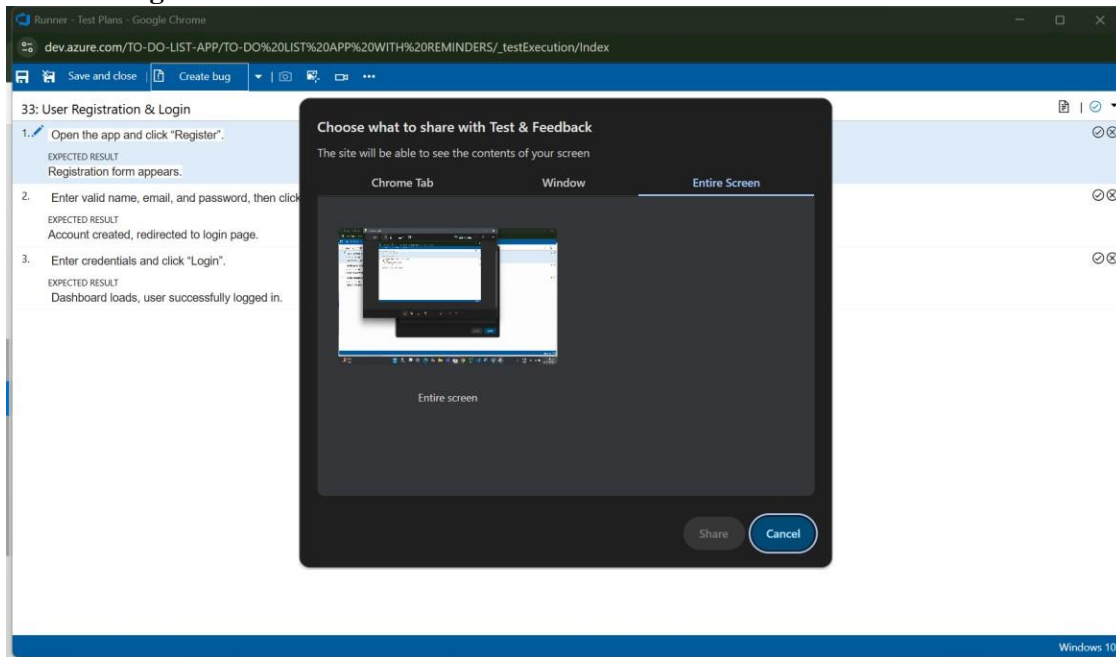 Runner - Test Plans - Google Chrome
dev.azure.com/TO-DO-LIST-APP/TO-DO%20LIST%20APP%20WITH%20REMINDERS/_testExecution/Index
Save and close | Create bug
33: User Registration & Login
1. Open the app and click “Register”.
EXPECTED RESULT
Registration form appears.
2. Enter valid name, email, and password, then click
EXPECTED RESULT
Account created, redirected to login page.
3. Enter credentials and click “Login”.
EXPECTED RESULT
Dashboard loads, user successfully logged in.
Choose what to share with Test & Feedback
The site will be able to see the contents of your screen
Chrome Tab Window Entire Screen
Entire screen
Share Cancel
Windows 10